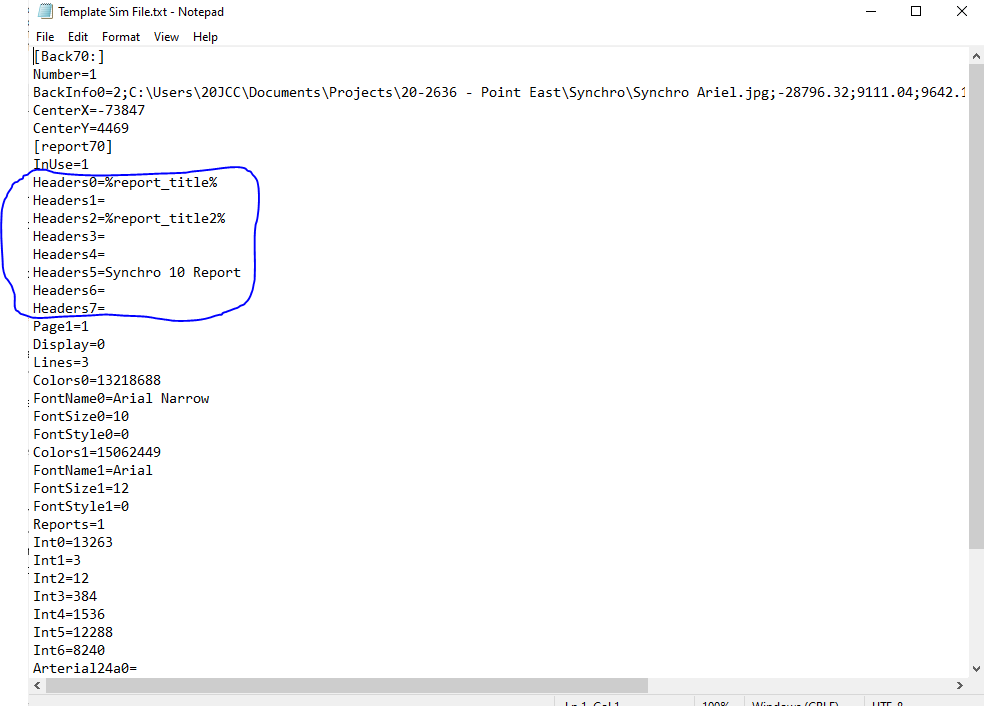 Template Sim File.txt - Notepad
File Edit Format View Help
[Back70:]
Number=1
BackInfo0=2;C:\Users\20JCC\Documents\Projects\20-2636 - Point East\Synchro\Synchro Ariel.jpg;-28796.32;9111.04;9642.1
CenterX=-73847
CenterY=4469
[report70]
InUse=1
Headers0=%report_title%
Headers1=
Headers2=%report_title2%
Headers3=
Headers4=
Headers5=Synchro 10 Report
Headers6=
Headers7=
Page1=1
Display=0
Lines=3
Colors0=13218688
FontName0=Arial Narrow
FontSize0=10
FontStyle0=0
Colors1=15062449
FontName1=Arial
FontSize1=12
FontStyle1=0
Reports=1
Int0=13263
Int1=3
Int2=12
Int3=384
Int4=1536
Int5=12288
Int6=8240
Arterial24a0=
Ln 1, Col 1 100% Windows (CRLF) UTF-8